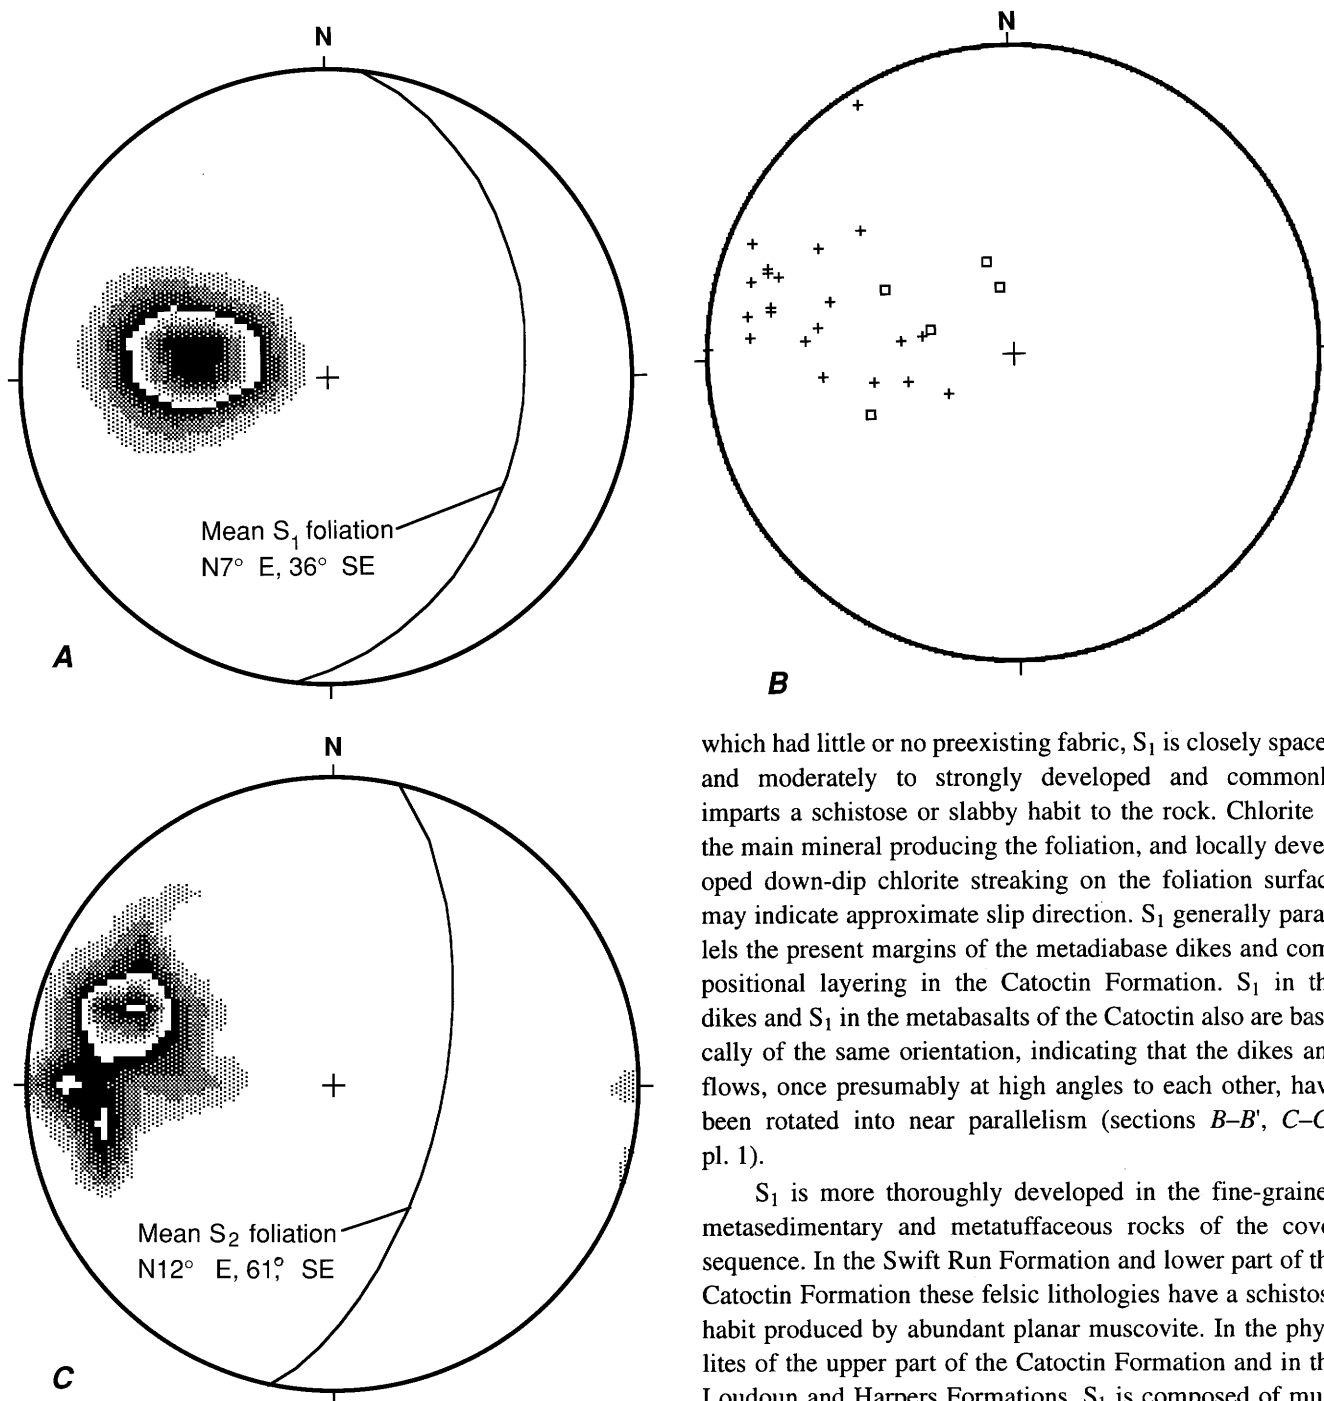 N
Mean S₁ foliation
N7° E, 36° SE
A
N
B
N
Mean S₂ foliation
N12° E, 61°, SE
C
which had little or no preexisting fabric, S₁ is closely space
and moderately to strongly developed and commonl
imparts a schistose or slabby habit to the rock. Chlorite
the main mineral producing the foliation, and locally deve
oped down-dip chlorite streaking on the foliation surfac
may indicate approximate slip direction. S₁ generally para
lels the present margins of the metadiabase dikes and com
positional layering in the Catoctin Formation. S₁ in th
dikes and S₁ in the metabasalts of the Catoctin also are bas
cally of the same orientation, indicating that the dikes an
flows, once presumably at high angles to each other, hav
been rotated into near parallelism (sections B–B', C–C
pl. 1).
S₁ is more thoroughly developed in the fine-graine
metasedimentary and metatuffaceous rocks of the cove
sequence. In the Swift Run Formation and lower part of th
Catoctin Formation these felsic lithologies have a schistos
habit produced by abundant planar muscovite. In the phy
lites of the upper part of the Catoctin Formation and in th
Loudoun and Harpers Formations, S₁ is composed of mu